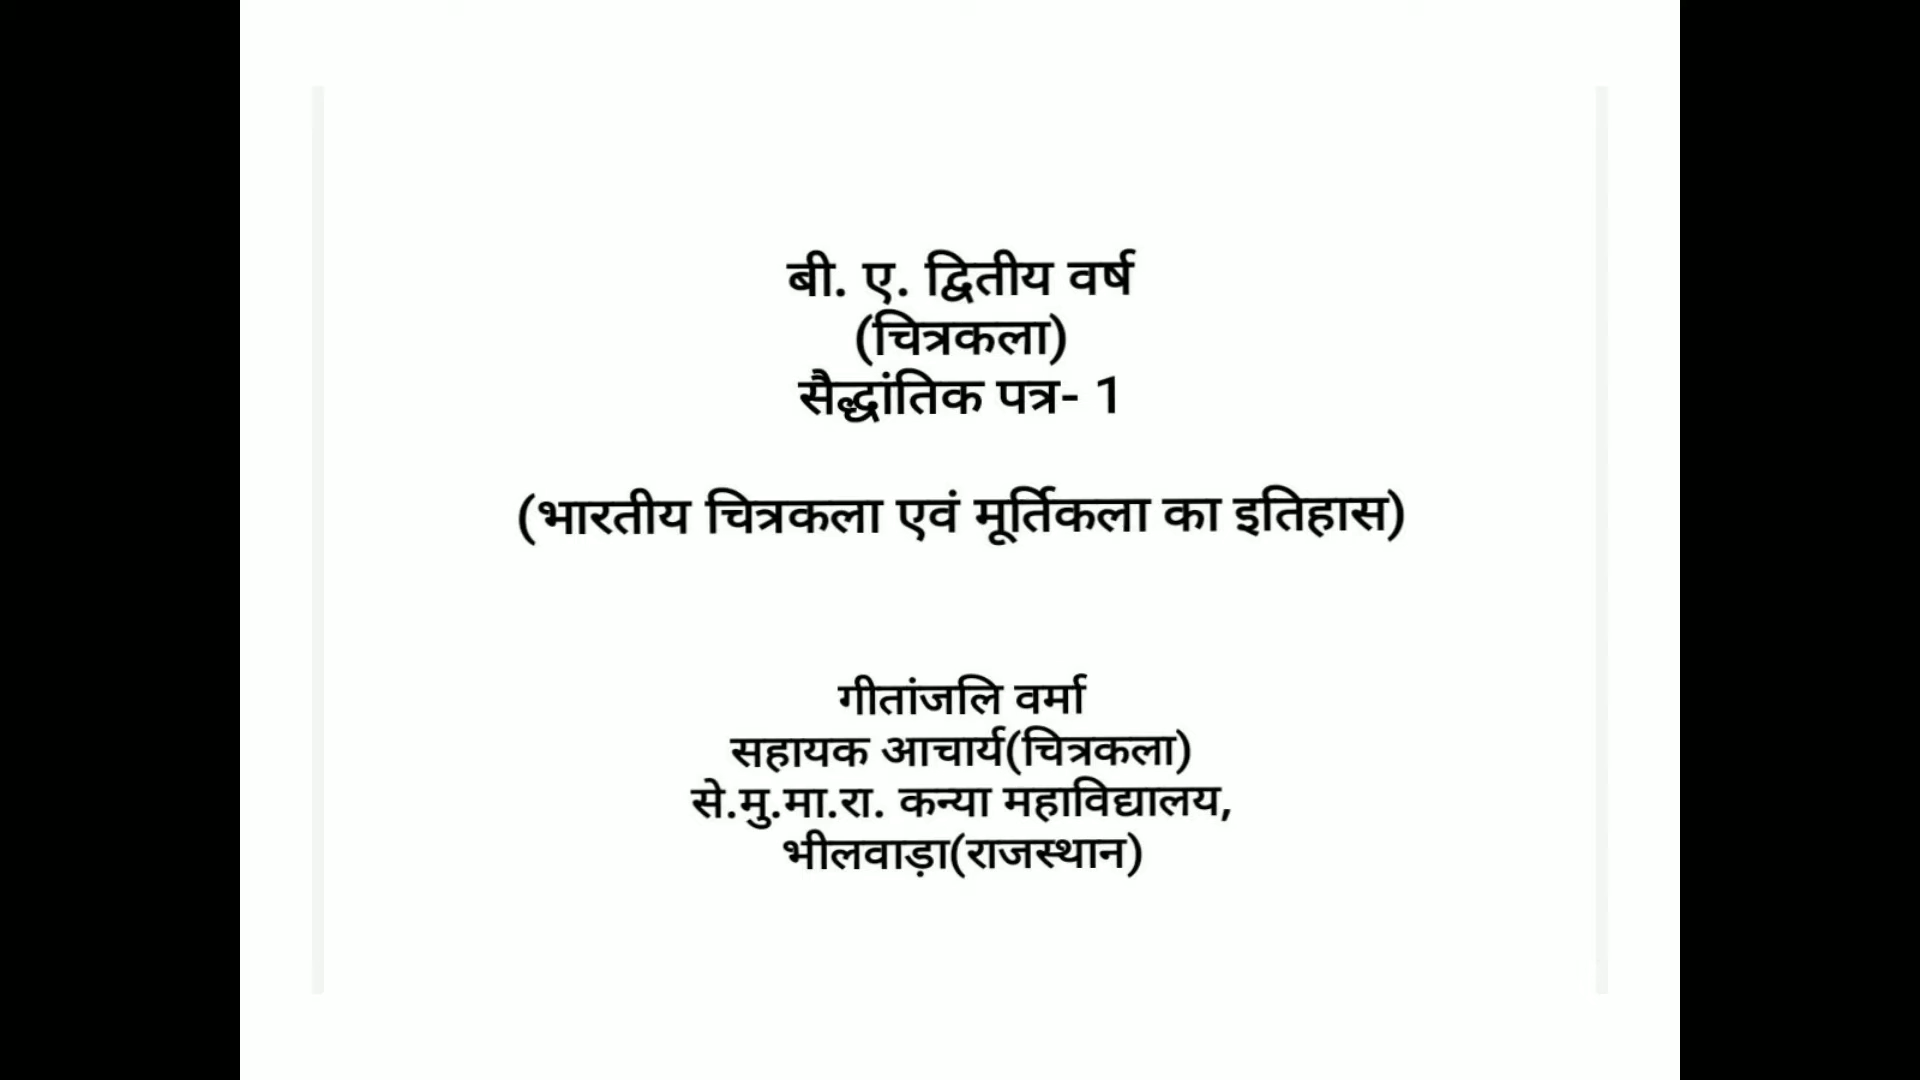 बी. ए. द्वितीय वर्ष
(चित्रकला)
सैद्धांतिक पत्र- 1
(भारतीय चित्रकला एवं मूर्तिकला का इतिहास)
गीतांजलि वर्मा
सहायक आचार्य(चित्रकला)
से.मु.मा.रा. कन्या महाविद्यालय,
भीलवाड़ा(राजस्थान)